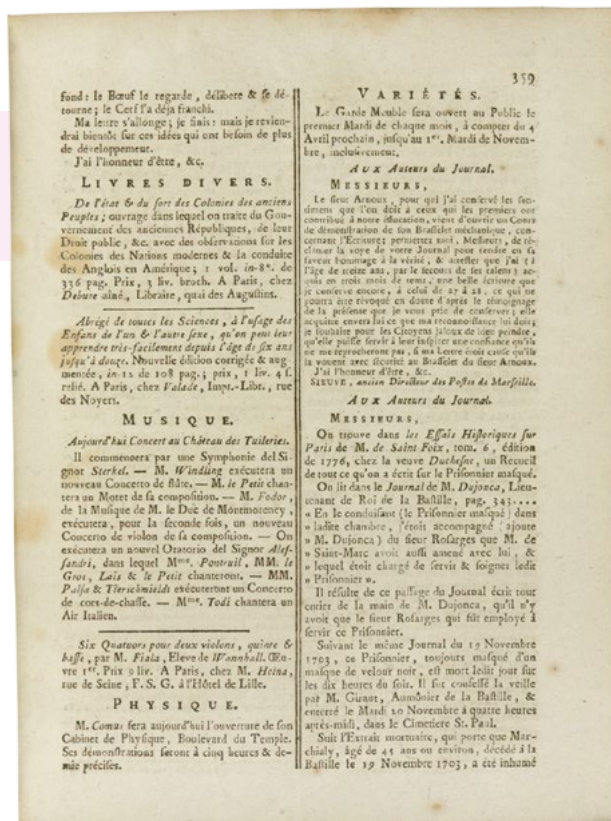 359
fond : le Bœuf le regarde , délibere & se dé-
tourne ; le Cerf l'a déja franchi.
Ma lettre s'allonge ; je finis : mais je revien-
drai bientôt sur ces idées qui ont besoin de plus
de développement.
J'ai l'honneur d'être , &c.
LIVRES DIVERS.
De l'état & du sort des Colonies des anciens
Peuples ; ouvrage dans lequel on traite du Gou-
vernement des anciennes Républiques, de leur
Droit public , &c. avec des observations sur les
Colonies des Nations modernes & la conduite
des Anglois en Amérique ; 1 vol. in-8°. de
336 pag. Prix, 3 liv. broch. A Paris, chez
Debure aîné, Libraire, quai des Augustins.
Abrégé de toutes les Sciences , à l'usage des
Enfans de l'un & l'autre sexe, qu'on peut leur
apprendre très-facilement depuis l'âge de six ans
jusqu'à douze. Nouvelle édition corrigée & aug-
mentée, in-12 de 108 pag. ; prix , 1 liv. 4 s.
relié. A Paris, chez Valade, Impr.-Libr., rue
des Noyers.
MUSIQUE.
Aujourd'hui Concert au Château des Tuileries.
Il commencera par une Symphonie del Si-
gnor Sterkel. — M. Windling exécutera un
nouveau Concerto de flûte. — M. le Petit chan-
tera un Motet de sa composition. — M. Fodor,
de la Musique de M. le Duc de Montmorency,
exécutera, pour la seconde fois, un nouveau
Concerto de violon de sa composition. — On
exécutera un nouvel Oratorio del Signor Alef-
sandri, dans lequel Mme. Ponteuil, MM. le
Gros, Laïs & le Petit chanteront. — MM.
Palsa & Tierschmieldt exécuteront un Concerto
de cors-de-chasse. — Mme. Todi chantera un
Air Italien.
Six Quatuors pour deux violons, quinte &
basse, par M. Fiala, Eleve de Wannhall. Œu-
vre 1er. Prix 9 liv. A Paris, chez M. Heina,
rue de Seine, F. S. G. à l'Hôtel de Lille.
PHYSIQUE.
M. Comus fera aujourd'hui l'ouverture de son
Cabinet de Physique, Boulevard du Temple.
Ses démonstrations seront à cinq heures & de-
mie précises.
VARIÉTÉS.
Le Garde Meuble sera ouvert au Public le
premier Mardi de chaque mois, à compter du 4
Avril prochain, jusqu'au 1er. Mardi de Novem-
bre, inclusivement.
AUX Auteurs du Journal.
MESSIEURS,
Le sieur Arnoux, pour qui j'ai conservé les sen-
timens que l'on doit à ceux qui les premiers ont
contribué à notre éducation, vient d'ouvrir un Cours
de démonstration de son Brasselet méchanique, con-
cernant l'Ecriture; permettez moi, Messieurs, de ré-
clamer la voye de votre Journal pour rendre en sa
faveur hommage à la vérité, & attester que j'ai à
l'âge de treize ans, par le secours de ses talens ac-
quis en trois mois de tems, une belle écriture que
je conserve encore, à celui de 27 à 28, ce qui ne
pourra être révoqué en doute d'après le témoignage
de la présente que je vous prie de conserver; elle
acquitte envers lui ce que ma reconnoissance lui doit;
je souhaite pour les Citoyens jaloux de bien peindre,
qu'elle puisse servir à leur inspirer une confiance qu'ils
ne me reprocheront pas, si ma Lettre étoit cause qu'ils
la vouent avec sécurité au Brasselet du sieur Arnoux.
J'ai l'honneur d'être, &c.
SIEUVE, ancien Directeur des Postes de Marseille.
AUX Auteurs du Journal.
MESSIEURS,
On trouve dans les Essais Historiques sur
Paris de M. de Saint-Foix, tom. 6, édition
de 1776, chez la veuve Duchesne, un Recueil
de tout ce qu'on a écrit sur le Prisonnier masqué.
On lit dans le Journal de M. Dujonca, Lieu-
tenant de Roi de la Bastille, pag. 343....
« En le conduisant (le Prisonnier masqué) dans
» ladite chambre, j'étois accompagné (ajoute
» M. Dujonca) du sieur Rosarges que M. de
» Saint-Marc avoit aussi amené avec lui, &
» lequel étoit chargé de servir & soigner ledit
» Prisonnier ».
Il résulte de ce passage du Journal écrit tout
entier de la main de M. Dujonca, qu'il n'y
avoit que le sieur Rosarges qui fût employé à
servir ce Prisonnier.
Suivant le même Journal du 19 Novembre
1703, ce Prisonnier, toujours masqué d'un
masque de velour noir, est mort ledit jour sur
les dix heures du soir. Il fut confessé la veille
par M. Giraut, Aumônier de la Bastille, &
enterré le Mardi 20 Novembre à quatre heures
après-midi, dans le Cimetiere St. Paul.
Suit l'Extrait mortuaire, qui porte que Mar-
chialy, âgé de 45 ans ou environ, décédé à la
Bastille le 19 Novembre 1703, a été inhumé